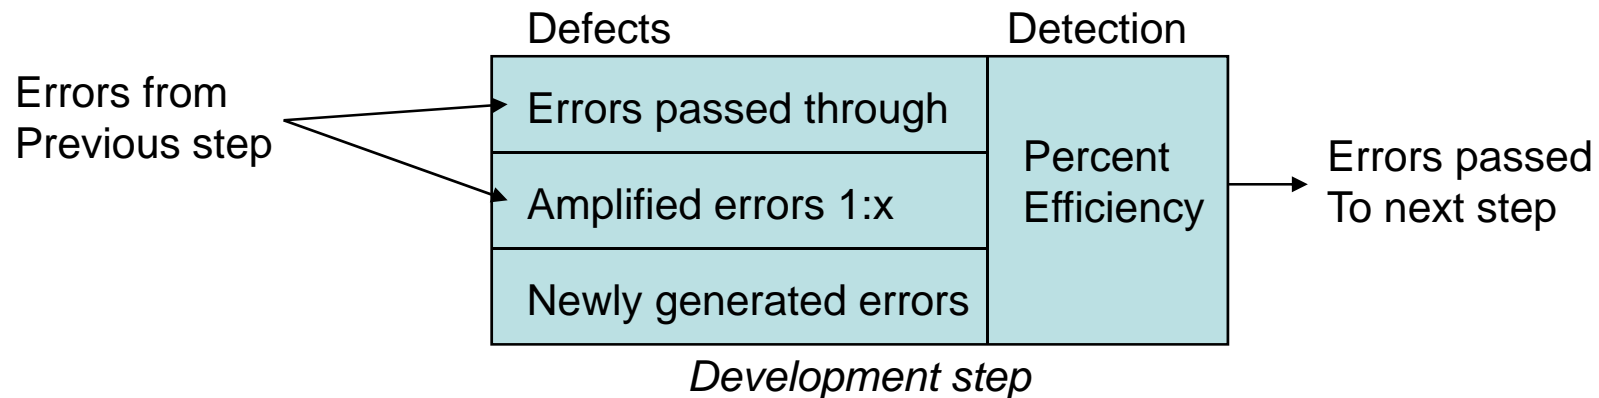 Defects
Detection
Errors from
Previous step
Errors passed through
Amplified errors 1:x
Newly generated errors
Percent
Efficiency
Errors passed
To next step
Development step